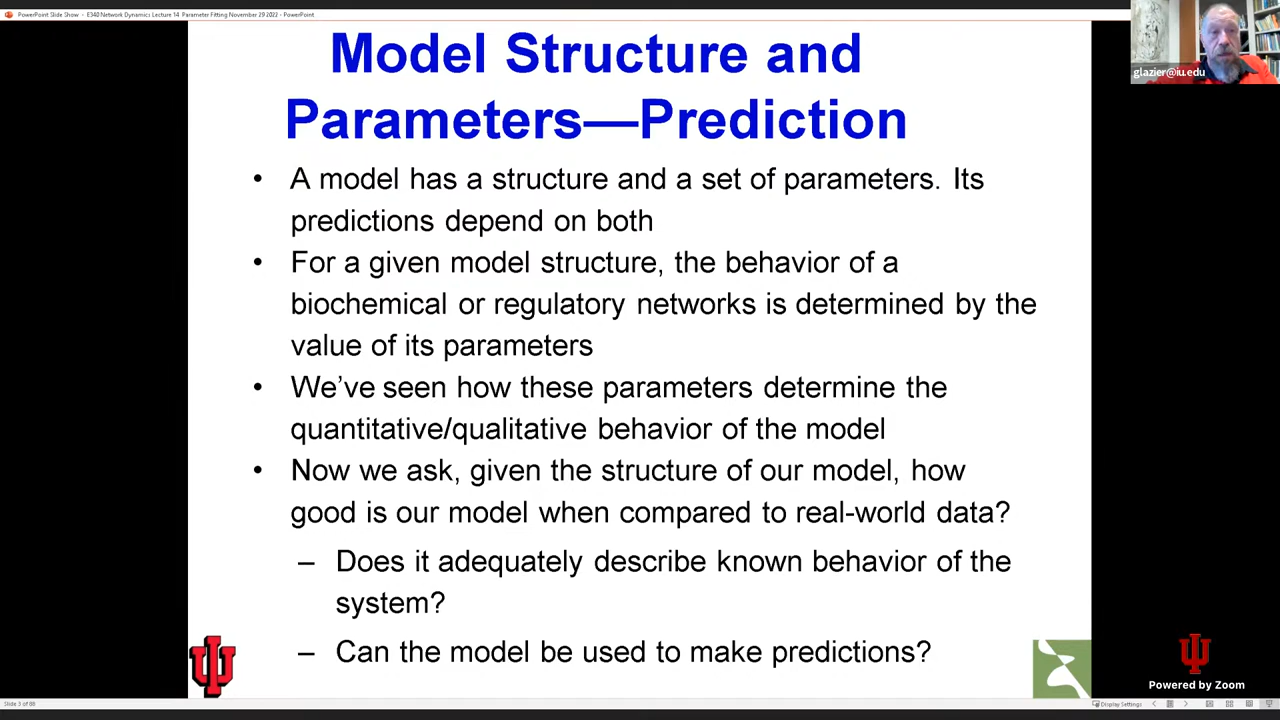 PowerPoint Slide Show - E340 Network Dynamics Lecture 14 Parameter Fitting November 29 2022 - PowerPoint
glazier@iu.edu
Model Structure and
Parameters—Prediction
• A model has a structure and a set of parameters. Its
predictions depend on both
• For a given model structure, the behavior of a
biochemical or regulatory networks is determined by the
value of its parameters
• We've seen how these parameters determine the
quantitative/qualitative behavior of the model
• Now we ask, given the structure of our model, how
good is our model when compared to real-world data?
– Does it adequately describe known behavior of the
system?
– Can the model be used to make predictions?
Powered by Zoom
Slide 3 of 88
Display Settings